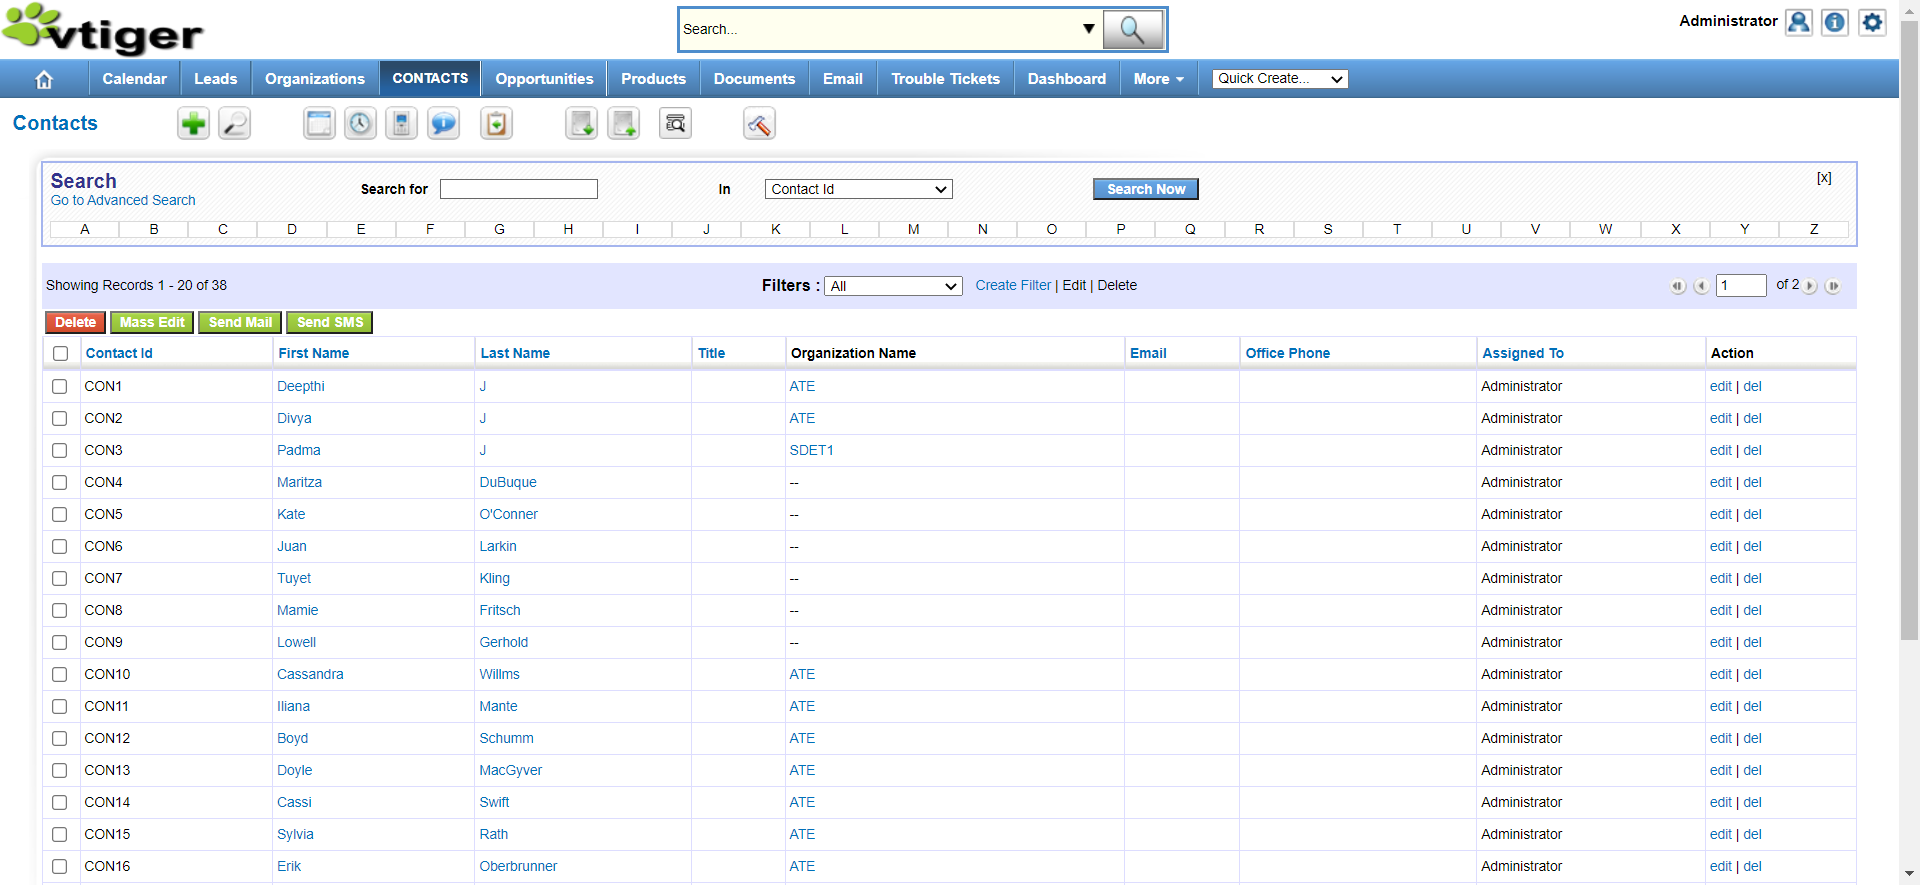 vtiger
Search...
Administrator
Calendar Leads Organizations CONTACTS Opportunities Products Documents Email Trouble Tickets Dashboard More Quick Create...
Contacts
Search
Go to Advanced Search
Search for In Contact Id Search Now [x]
A B C D E F G H I J K L M N O P Q R S T U V W X Y Z
Showing Records 1 - 20 of 38 Filters : All Create Filter | Edit | Delete 1 of 2
Delete Mass Edit Send Mail Send SMS
Contact Id First Name Last Name Title Organization Name Email Office Phone Assigned To Action
CON1 Deepthi J ATE Administrator edit | del
CON2 Divya J ATE Administrator edit | del
CON3 Padma J SDET1 Administrator edit | del
CON4 Maritza DuBuque -- Administrator edit | del
CON5 Kate O'Conner -- Administrator edit | del
CON6 Juan Larkin -- Administrator edit | del
CON7 Tuyet Kling -- Administrator edit | del
CON8 Mamie Fritsch -- Administrator edit | del
CON9 Lowell Gerhold -- Administrator edit | del
CON10 Cassandra Willms ATE Administrator edit | del
CON11 Iliana Mante ATE Administrator edit | del
CON12 Boyd Schumm ATE Administrator edit | del
CON13 Doyle MacGyver ATE Administrator edit | del
CON14 Cassi Swift ATE Administrator edit | del
CON15 Sylvia Rath ATE Administrator edit | del
CON16 Erik Oberbrunner ATE Administrator edit | del